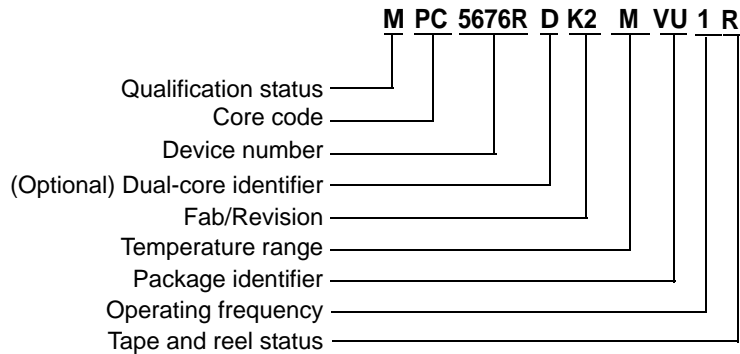 M PC 5676R D K2 M VU 1 R
Qualification status
Core code
Device number
(Optional) Dual-core identifier
Fab/Revision
Temperature range
Package identifier
Operating frequency
Tape and reel status